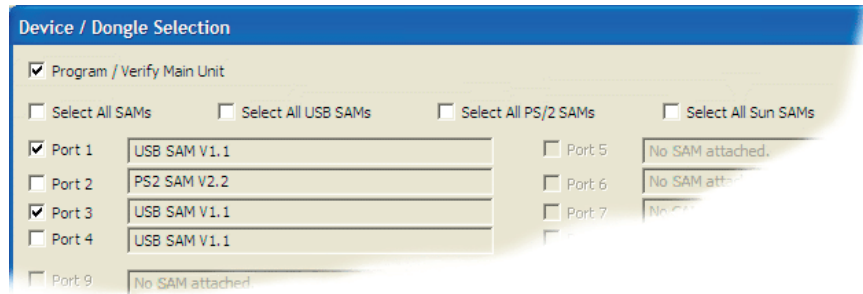 Device / Dongle Selection
Program / Verify Main Unit
Select All SAMs Select All USB SAMs Select All PS/2 SAMs Select All Sun SAMs
Port 1 USB SAM V1.1 Port 5 No SAM attached.
Port 2 PS2 SAM V2.2 Port 6 No SAM
Port 3 USB SAM V1.1 Port 7 No
Port 4 USB SAM V1.1
Port 9 No SAM attached